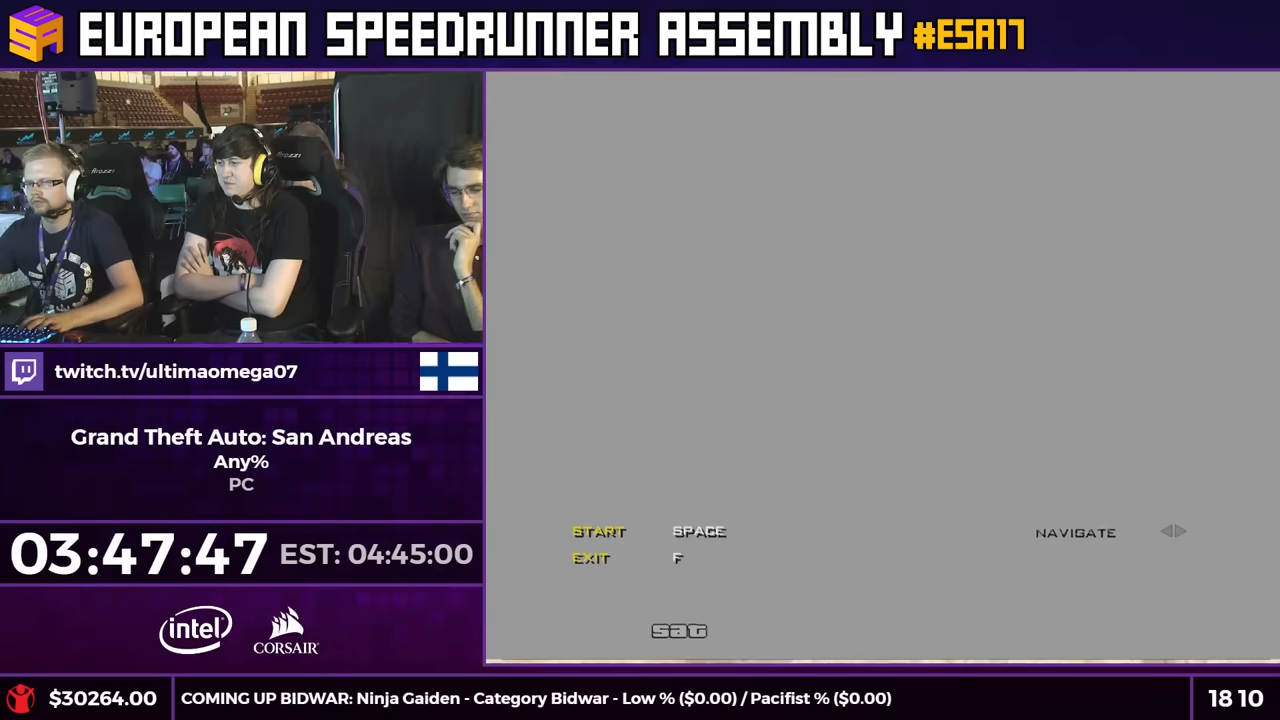 EUROPEAN SPEEDRUNNER ASSEMBLY #ESA17
twitch.tv/ultimaomega07
Grand Theft Auto: San Andreas
Any%
PC
03:47:47 EST: 04:45:00
intel
CORSAIR
START SPACE
EXIT F
NAVIGATE
sat
$30264.00
COMING UP BIDWAR: Ninja Gaiden - Category Bidwar - Low % ($0.00) / Pacifist % ($0.00)
18 10